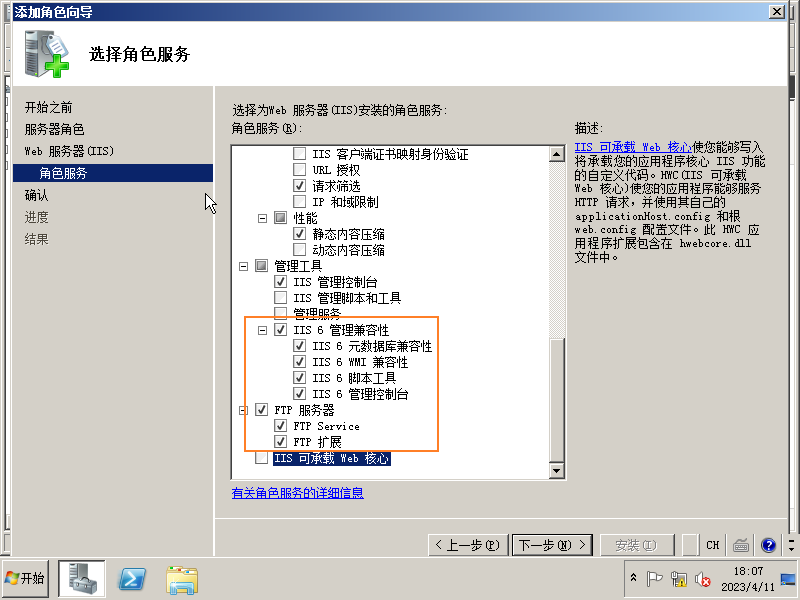 添加角色向导
选择角色服务
开始之前
服务器角色
Web 服务器(IIS)
角色服务
确认
进度
结果
选择为Web 服务器(IIS)安装的角色服务:
角色服务(R):
IIS 客户端证书映射身份验证
URL 授权
请求筛选
IP 和域限制
性能
静态内容压缩
动态内容压缩
管理工具
IIS 管理控制台
IIS 管理脚本和工具
管理服务
IIS 6 管理兼容性
IIS 6 元数据库兼容性
IIS 6 WMI 兼容性
IIS 6 脚本工具
IIS 6 管理控制台
FTP 服务器
FTP Service
FTP 扩展
IIS 可承载 Web 核心
有关角色服务的详细信息
描述:
IIS 可承载 Web 核心使您能够写入
将承载您的应用程序核心 IIS 功能
的自定义代码。HWC(IIS 可承载
Web 核心)使您的应用程序能够服务
HTTP 请求，并使用其自己的
applicationHost.config 和根
web.config 配置文件。此 HWC 应
用程序扩展包含在 hwebcore.dll
文件中。
< 上一步(P)
下一步(N) >
安装(I)
CH
开始
18:07
2023/4/11